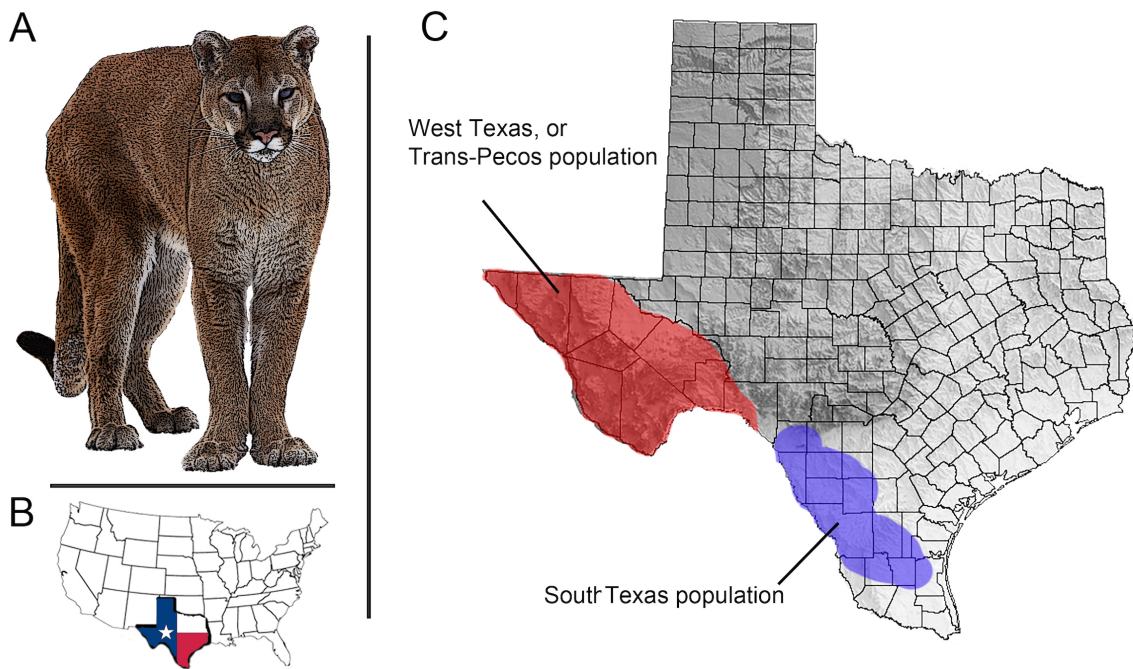 A
B
C
West Texas, or
Trans-Pecos population
South Texas population